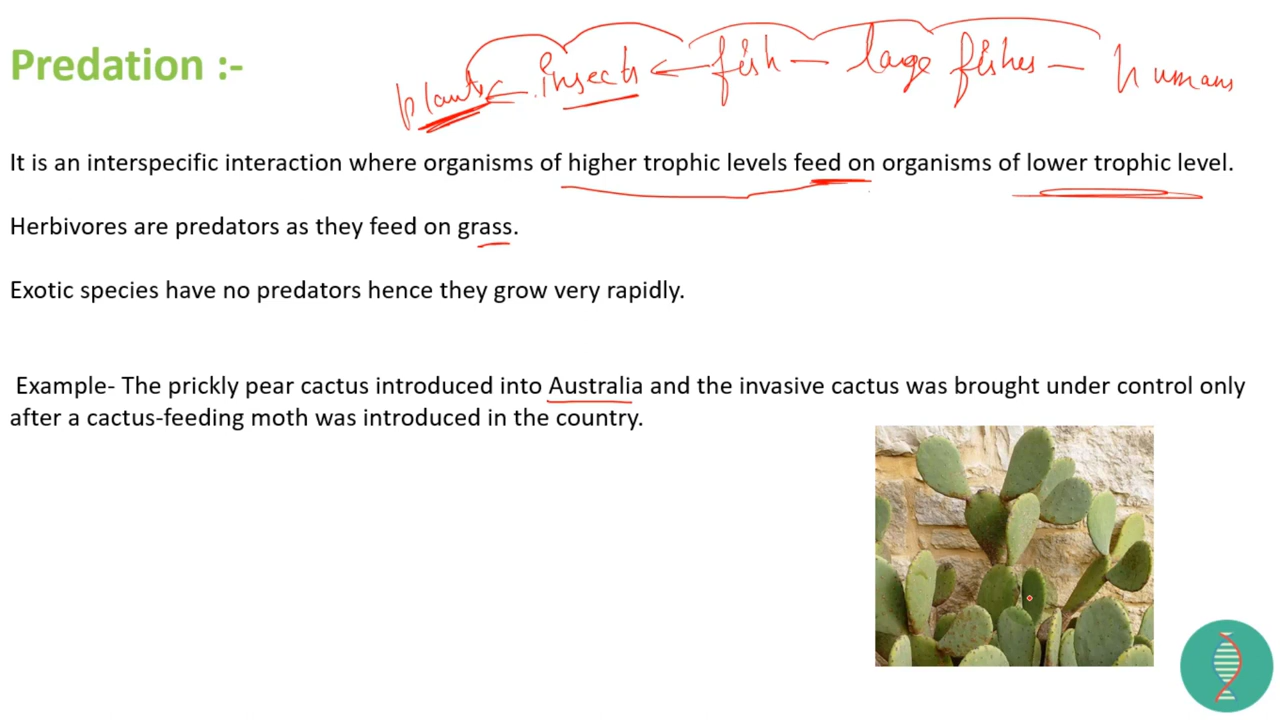 Predation :-
plants ← insects ← fish — large fishes — humans
It is an interspecific interaction where organisms of higher trophic levels feed on organisms of lower trophic level.
Herbivores are predators as they feed on grass.
Exotic species have no predators hence they grow very rapidly.
Example- The prickly pear cactus introduced into Australia and the invasive cactus was brought under control only
after a cactus-feeding moth was introduced in the country.